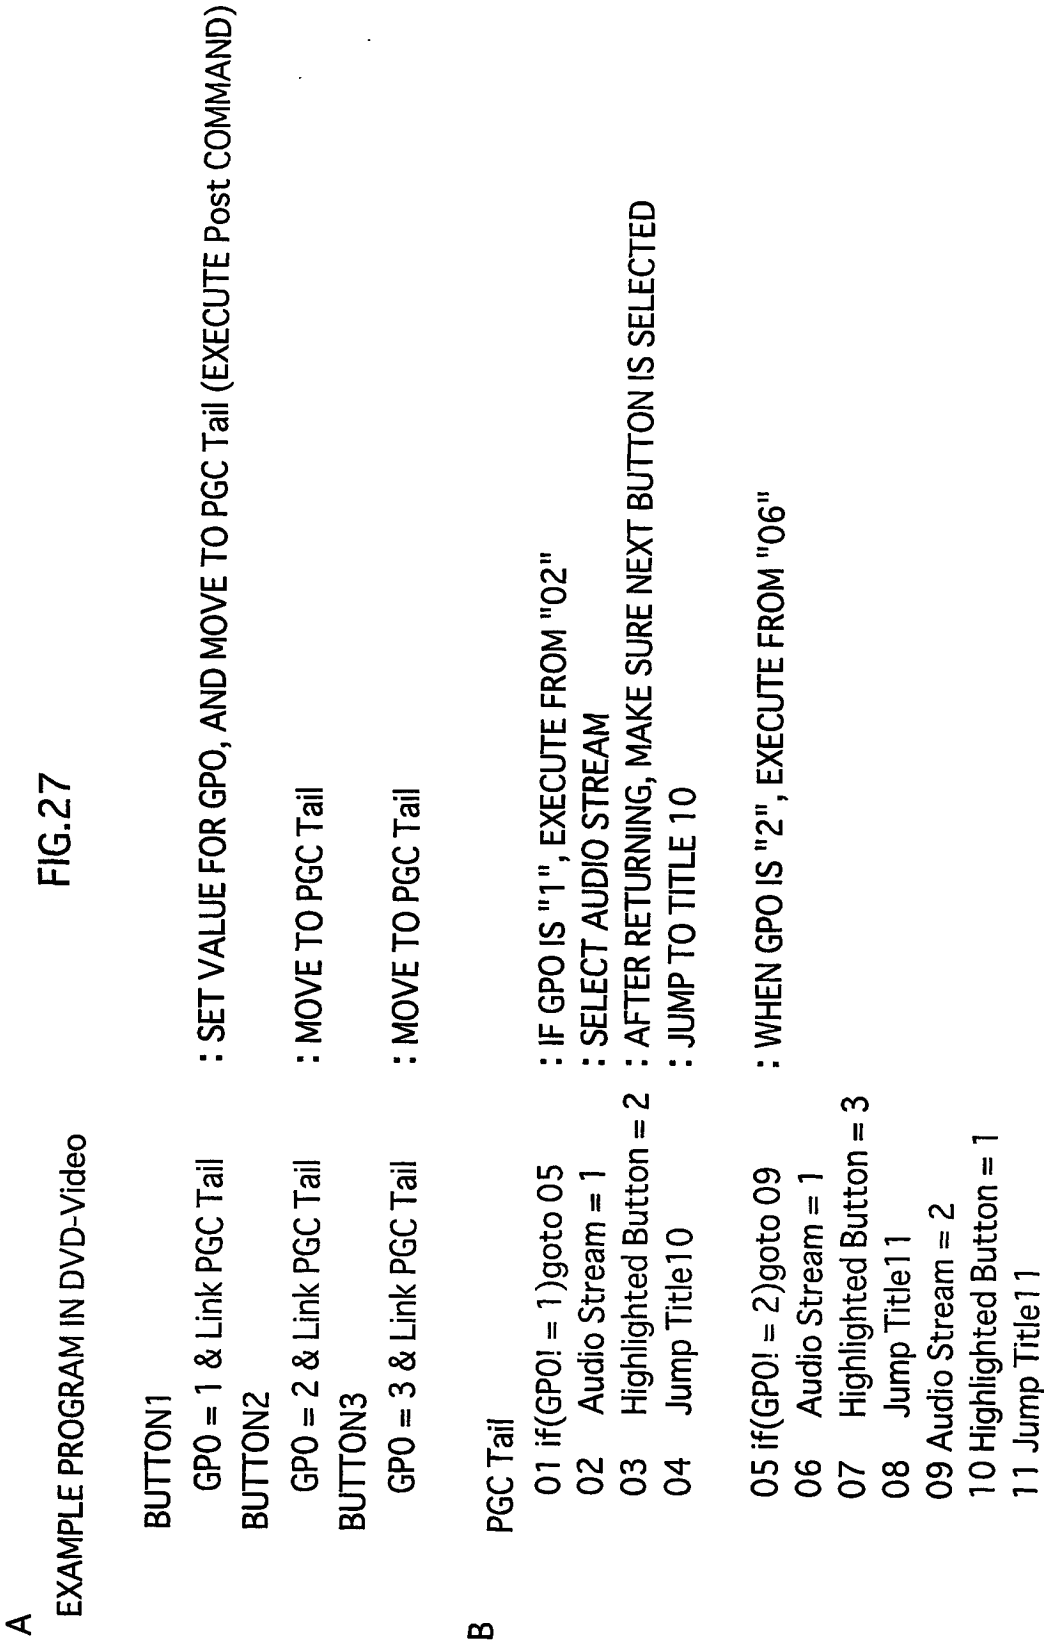 FIG.27
A
EXAMPLE PROGRAM IN DVD-Video
BUTTON1
GPO = 1 & Link PGC Tail : SET VALUE FOR GPO, AND MOVE TO PGC Tail (EXECUTE Post COMMAND)
BUTTON2
GPO = 2 & Link PGC Tail : MOVE TO PGC Tail
BUTTON3
GPO = 3 & Link PGC Tail : MOVE TO PGC Tail
B
PGC Tail
01 if(GPO! = 1)goto 05 : IF GPO IS "1", EXECUTE FROM "02"
02 Audio Stream = 1 : SELECT AUDIO STREAM
03 Highlighted Button = 2 : AFTER RETURNING, MAKE SURE NEXT BUTTON IS SELECTED
04 Jump Title10 : JUMP TO TITLE 10
05 if(GPO! = 2)goto 09 : WHEN GPO IS "2", EXECUTE FROM "06"
06 Audio Stream = 1
07 Highlighted Button = 3
08 Jump Title11
09 Audio Stream = 2
10 Highlighted Button = 1
11 Jump Title11